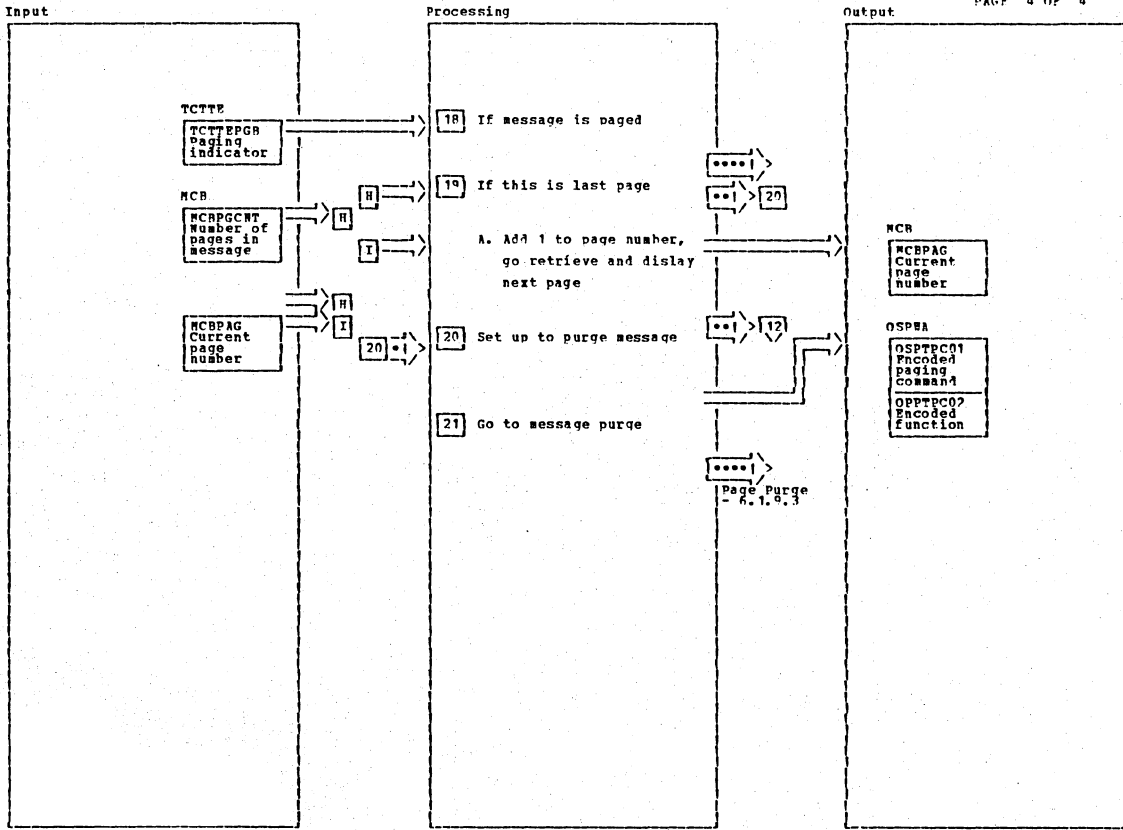 PAGE 4 OF 4
Input
Processing
Output
TCTTE
TCTTEPGB
Paging
indicator
18 If message is paged
••••
MCB
MCBPGCNT
Number of
pages in
message
H
H
19 If this is last page
•• 20
I
A. Add 1 to page number,
go retrieve and dislay
next page
MCB
MCBPAG
Current
page
number
H
I
MCBPAG
Current
page
number
20 •
20 Set up to purge message
•• 12
OSPWA
OSPTPC01
Encoded
paging
command
OPPTPC02
Encoded
function
21 Go to message purge
••••
Page Purge
- 6.1.9.3